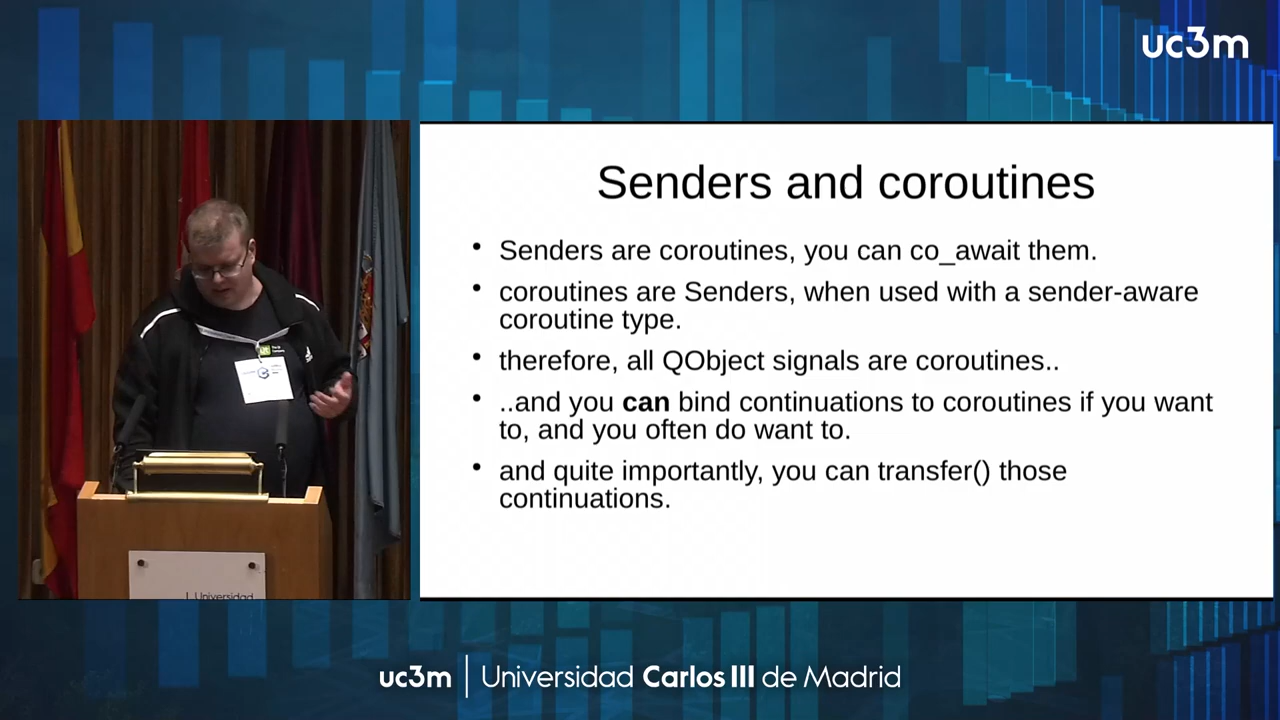 uc3m
Senders and coroutines
• Senders are coroutines, you can co_await them.
• coroutines are Senders, when used with a sender-aware
coroutine type.
• therefore, all QObject signals are coroutines..
• ..and you can bind continuations to coroutines if you want
to, and you often do want to.
• and quite importantly, you can transfer() those
continuations.
Universidad
uc3m | Universidad Carlos III de Madrid